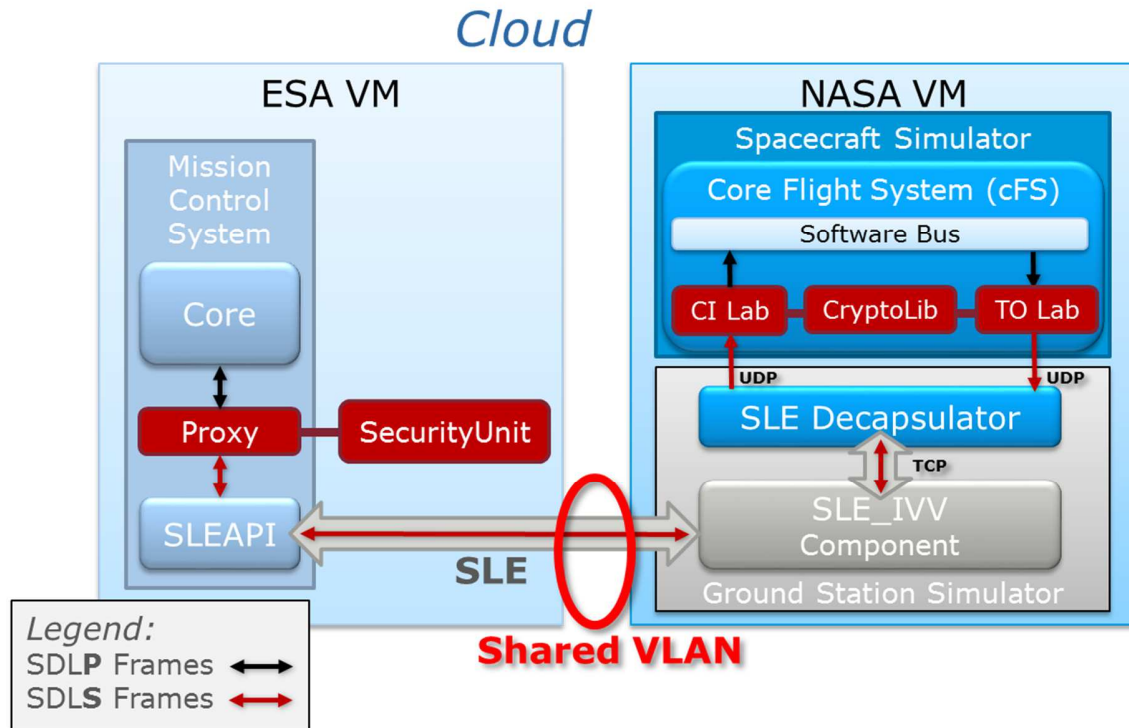 Cloud
ESA VM
Mission
Control
System
Core
Proxy
SecurityUnit
SLEAPI
SLE
Shared VLAN
NASA VM
Spacecraft Simulator
Core Flight System (cFS)
Software Bus
CI Lab
CryptoLib
TO Lab
UDP
UDP
SLE Decapsulator
TCP
SLE_IVV
Component
Ground Station Simulator
Legend:
SDLP Frames
SDLS Frames